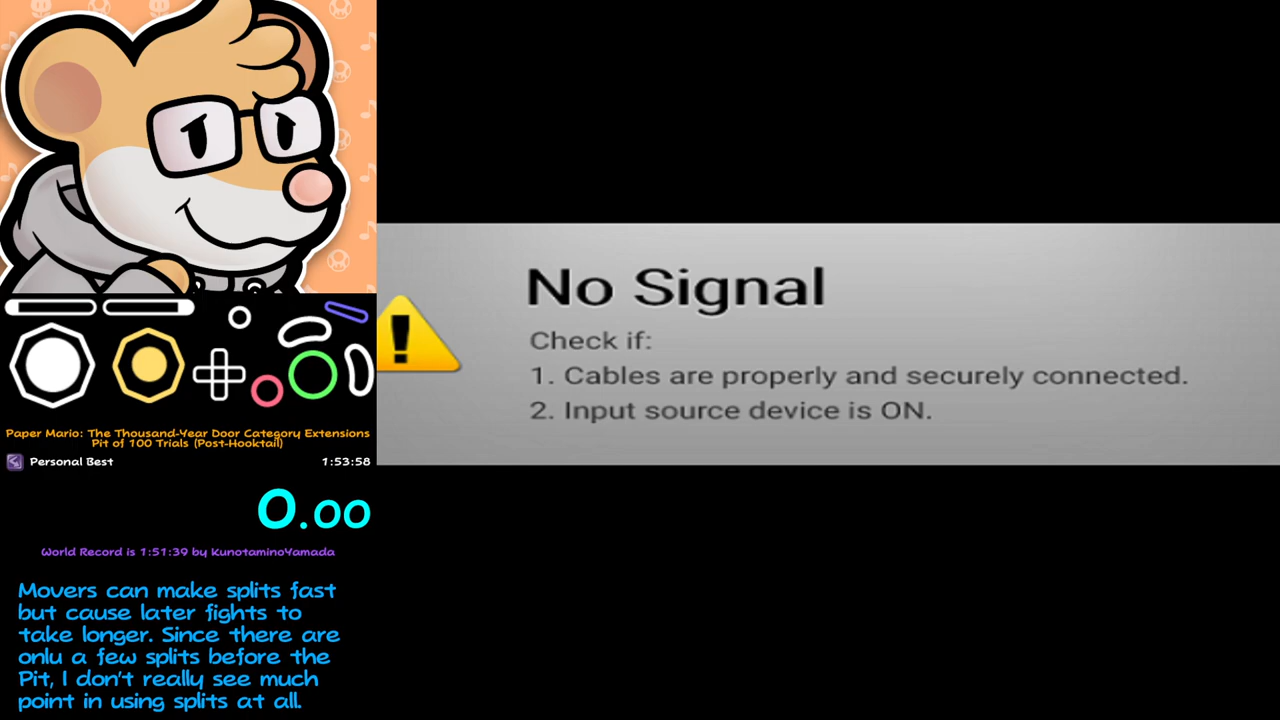 No Signal
Check if:
1. Cables are properly and securely connected.
2. Input source device is ON.
Paper Mario: The Thousand-Year Door Category Extensions
Pit of 100 Trials (Post-Hooktail)
Personal Best 1:53:58
0.00
World Record is 1:51:39 by KunotaminoYamada
Movers can make splits fast
but cause later fights to
take longer. Since there are
onlu a few splits before the
Pit, I don't really see much
point in using splits at all.